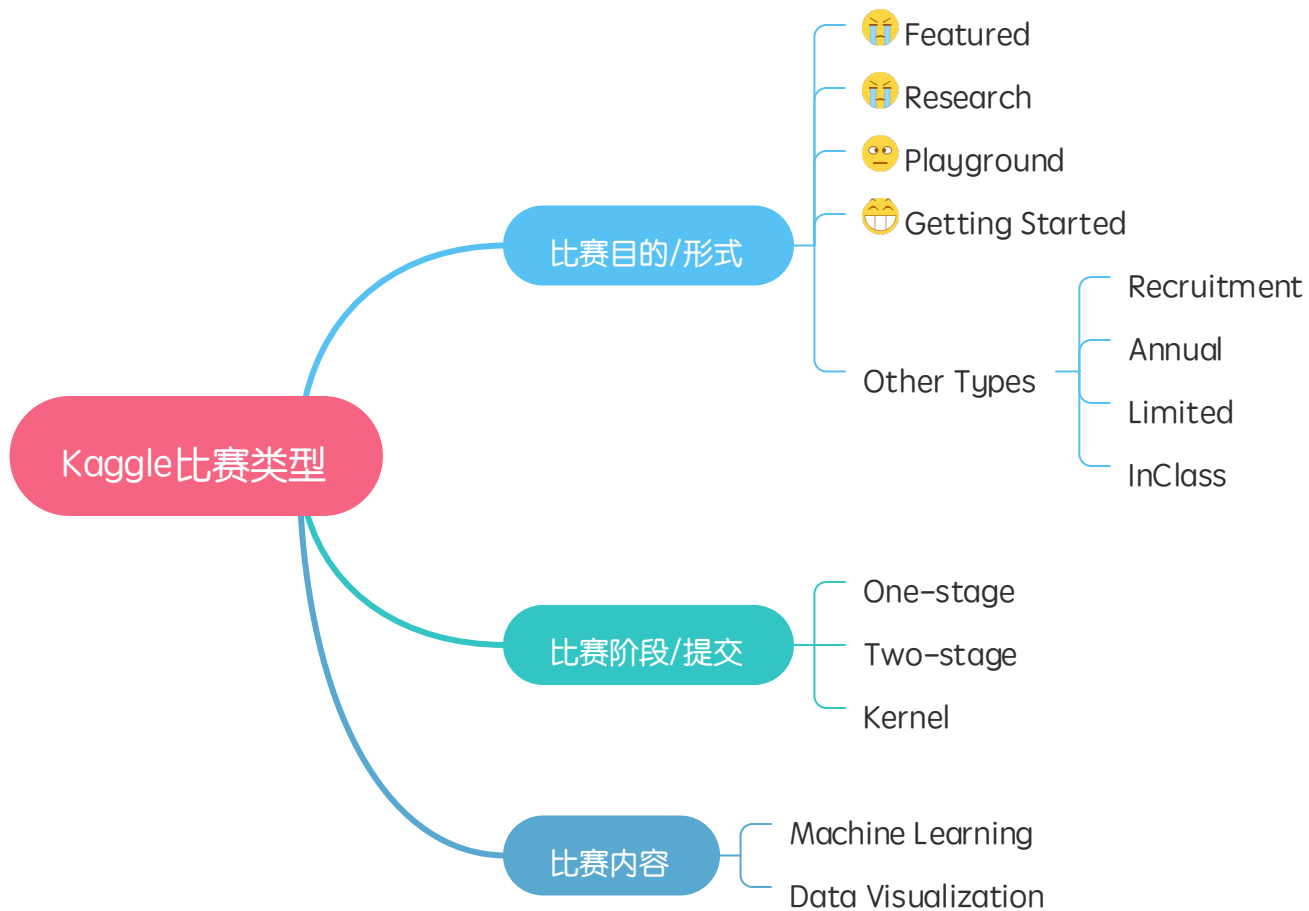 Kaggle比赛类型
比赛目的/形式
Featured
Research
Playground
Getting Started
Other Types
Recruitment
Annual
Limited
InClass
比赛阶段/提交
One-stage
Two-stage
Kernel
比赛内容
Machine Learning
Data Visualization